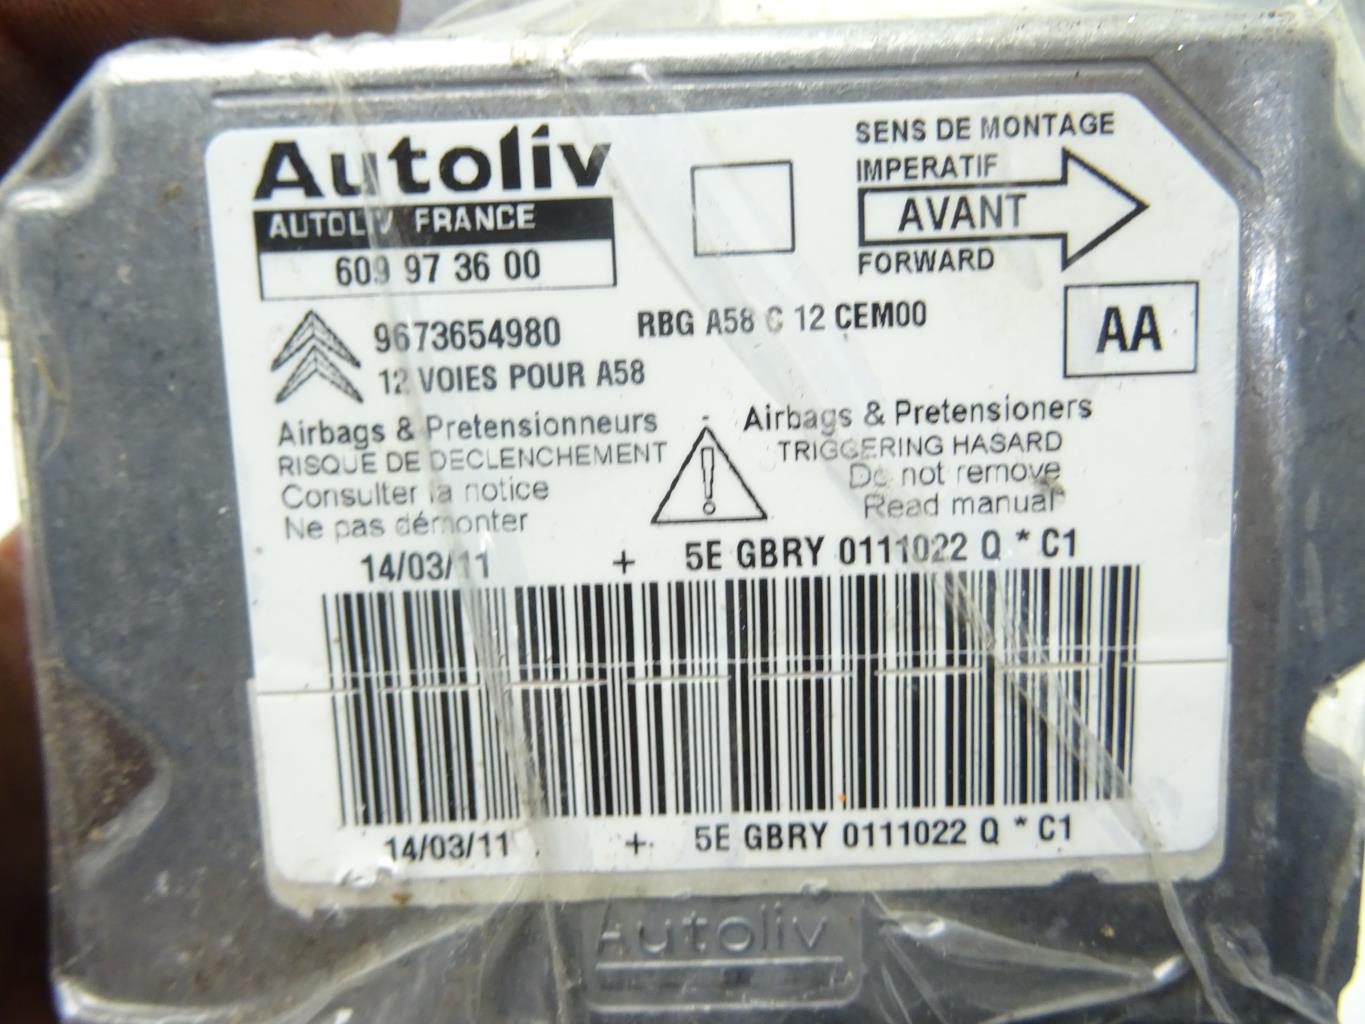 Autoliv
AUTOLIV FRANCE
609 97 36 00
SENS DE MONTAGE
IMPERATIF
AVANT
FORWARD
9673654980
RBG A58 C 12 CEM00
AA
12 VOIES POUR A58
Airbags & Pretensionneurs
RISQUE DE DECLENCHEMENT
Consulter la notice
Ne pas démonter
Airbags & Pretensioners
TRIGGERING HASARD
Do not remove
Read manual
14/03/11 + 5E GBRY 0111022 Q * C1
14/03/11 + 5E GBRY 0111022 Q * C1
Autoliv